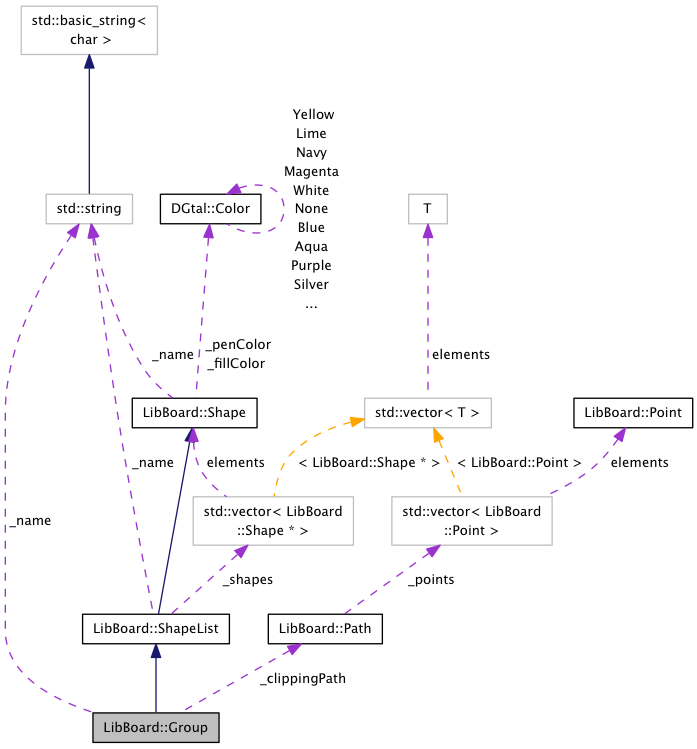 std::basic_string<
char >
Yellow
Lime
Navy
Magenta
White
None
Blue
Aqua
Purple
Silver
...
std::string
DGtal::Color
T
_name
_penColor
_fillColor
elements
LibBoard::Shape
std::vector< T >
LibBoard::Point
_name
elements
< LibBoard::Shape * >
< LibBoard::Point >
elements
_name
std::vector< LibBoard
::Shape * >
std::vector< LibBoard
::Point >
_shapes
_points
LibBoard::ShapeList
LibBoard::Path
_clippingPath
LibBoard::Group